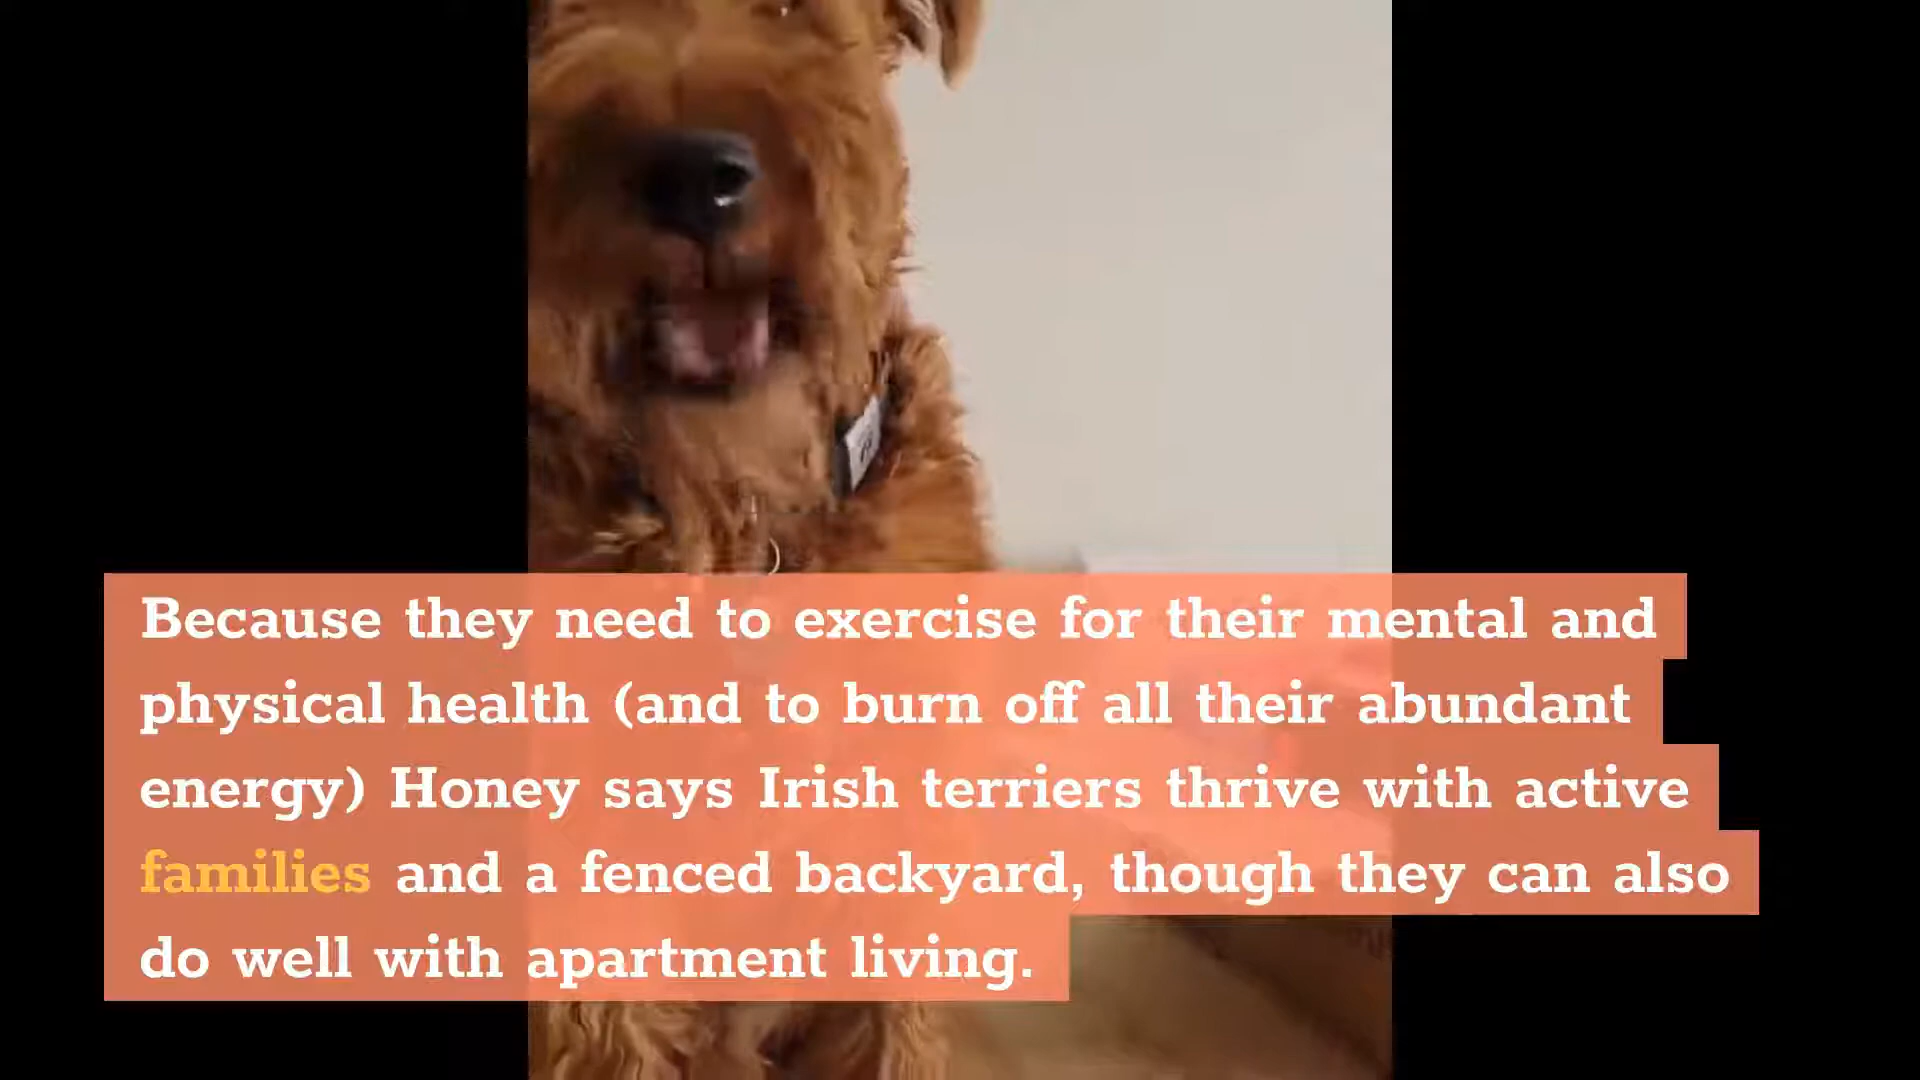 Because they need to exercise for their mental and
physical health (and to burn off all their abundant
energy) Honey says Irish terriers thrive with active
families and a fenced backyard, though they can also
do well with apartment living.